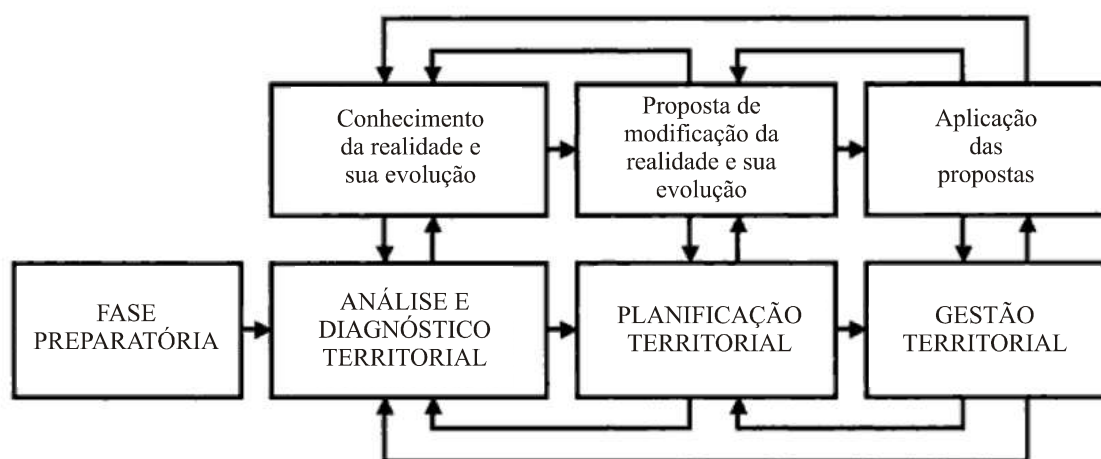 Conhecimento
da realidade e
sua evolução
Proposta de
modificação da
realidade e sua
evolução
Aplicação
das
propostas
FASE
PREPARATÓRIA
ANÁLISE E
DIAGNÓSTICO
TERRITORIAL
PLANIFICAÇÃO
TERRITORIAL
GESTÃO
TERRITORIAL